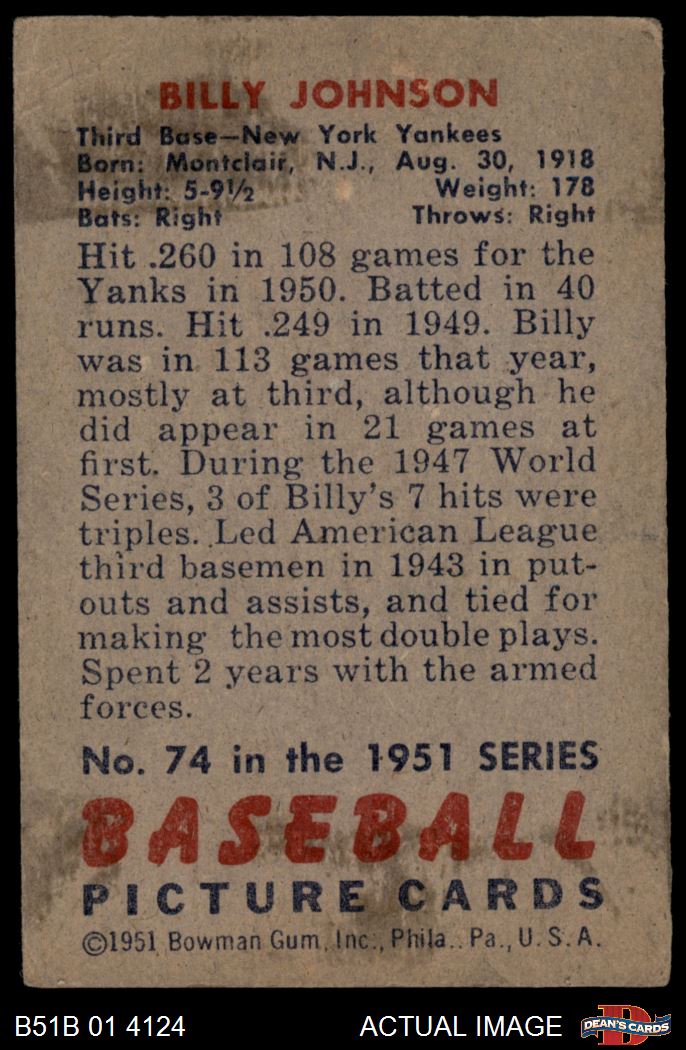 BILLY JOHNSON
Third Base—New York Yankees
Born: Montclair, N.J., Aug. 30, 1918
Height: 5-9½ Weight: 178
Bats: Right Throws: Right
Hit .260 in 108 games for the
Yanks in 1950. Batted in 40
runs. Hit .249 in 1949. Billy
was in 113 games that year,
mostly at third, although he
did appear in 21 games at
first. During the 1947 World
Series, 3 of Billy's 7 hits were
triples. Led American League
third basemen in 1943 in put-
outs and assists, and tied for
making the most double plays.
Spent 2 years with the armed
forces.
No. 74 in the 1951 SERIES
BASEBALL
PICTURE CARDS
©1951 Bowman Gum, Inc., Phila., Pa., U.S.A.
B51B 01 4124 ACTUAL IMAGE D DEAN'S CARDS